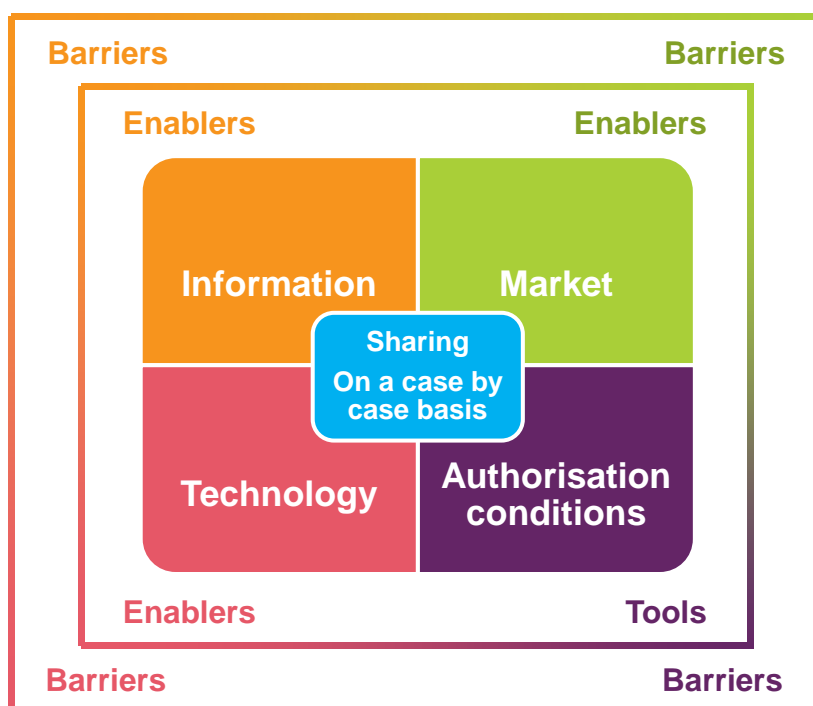 Barriers
Barriers
Enablers
Enablers
Information
Market
Sharing
On a case by
case basis
Technology
Authorisation
conditions
Enablers
Tools
Barriers
Barriers